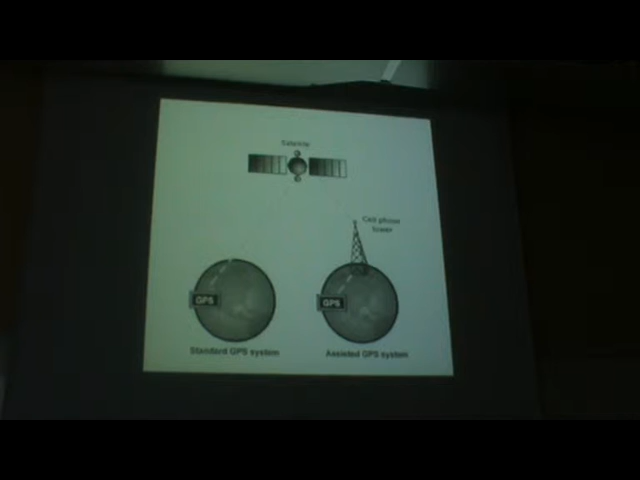 Satellite
Cell phone
tower
GPS
GPS
Standard GPS system
Assisted GPS system